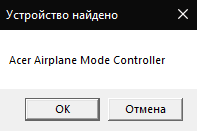 Устройство найдено
Acer Airplane Mode Controller
OK
Отмена